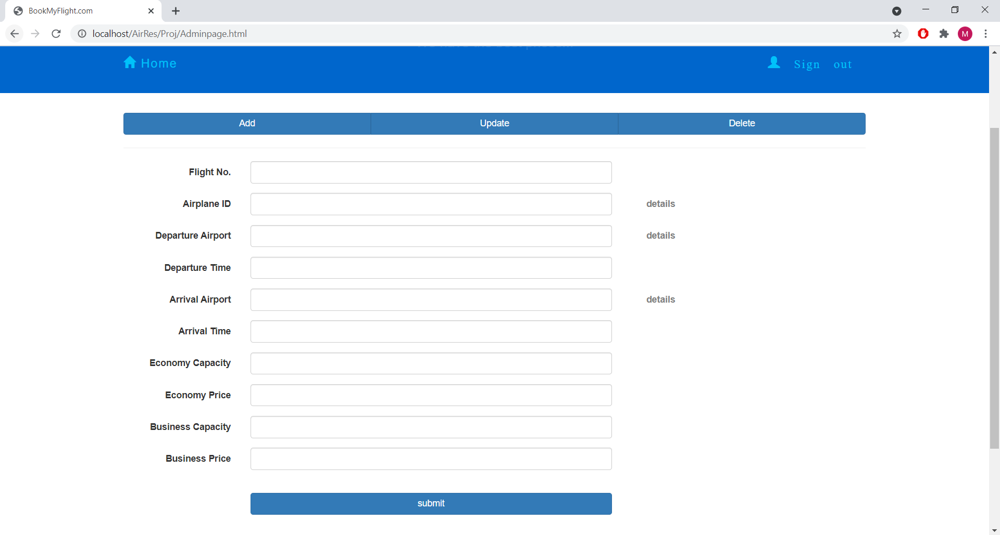 BookMyFlight.com
localhost/AirRes/Proj/Adminpage.html
M
Home
Sign out
Add Update Delete
Flight No.
Airplane ID details
Departure Airport details
Departure Time
Arrival Airport details
Arrival Time
Economy Capacity
Economy Price
Business Capacity
Business Price
submit